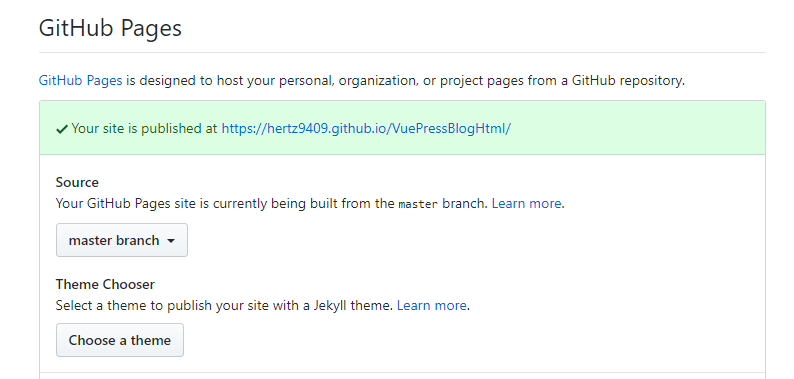 GitHub Pages
GitHub Pages is designed to host your personal, organization, or project pages from a GitHub repository.
Your site is published at https://hertz9409.github.io/VuePressBlogHtml/
Source
Your GitHub Pages site is currently being built from the master branch. Learn more.
master branch
Theme Chooser
Select a theme to publish your site with a Jekyll theme. Learn more.
Choose a theme